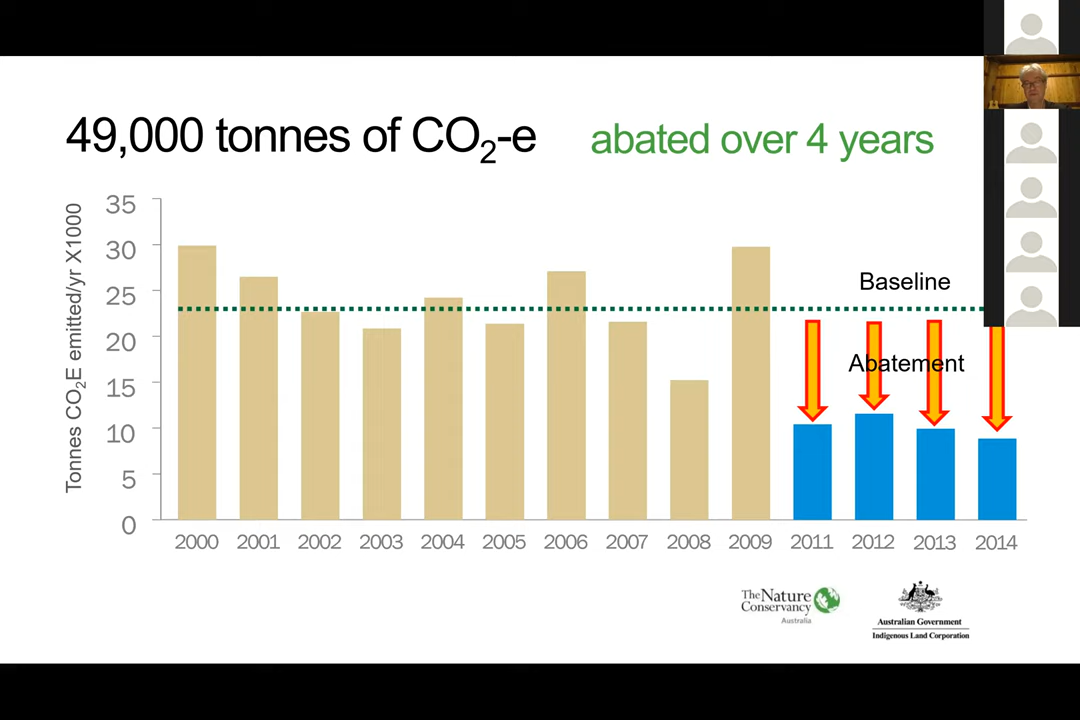 49,000 tonnes of CO2-e abated over 4 years
Tonnes CO2E emitted/yr X1000
35
30
25
20
15
10
5
0
Baseline
Abatement
2000 2001 2002 2003 2004 2005 2006 2007 2008 2009 2011 2012 2013 2014
The Nature
Conservancy
Australia
Australian Government
Indigenous Land Corporation